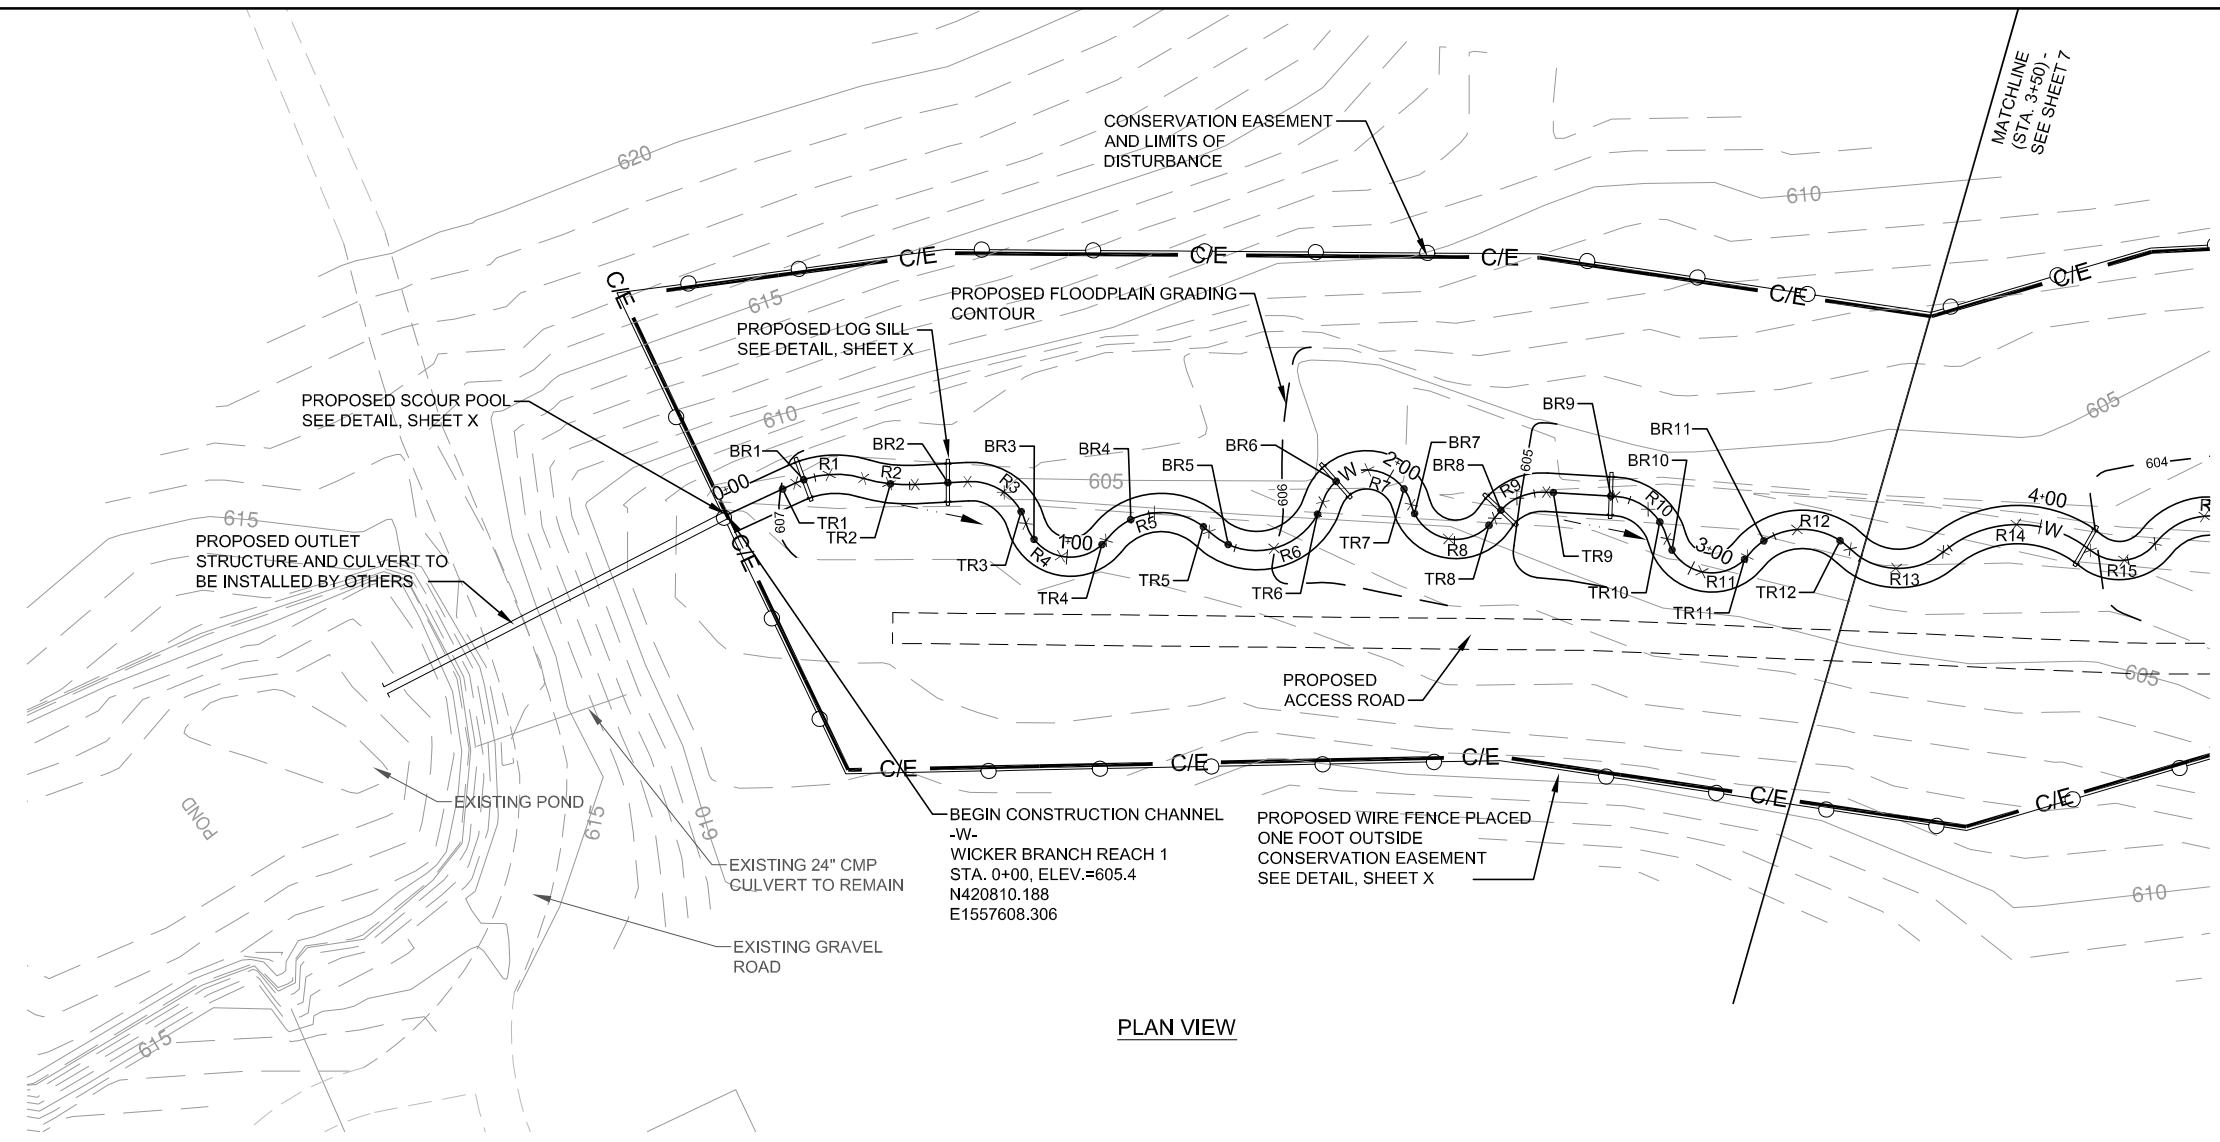 MATCHLINE
(STA. 3+50) -
SEE SHEET 7
CONSERVATION EASEMENT
AND LIMITS OF
DISTURBANCE
620
610
C/E
C/E
C/E
C/E
C/E
C/E
615
PROPOSED FLOODPLAIN GRADING
CONTOUR
PROPOSED LOG SILL
SEE DETAIL, SHEET X
PROPOSED SCOUR POOL
SEE DETAIL, SHEET X
610
605
BR1
BR2
BR3
BR4
BR5
BR6
BR7
BR8
BR9
BR10
BR11
0+00
R1
R2
R3
R4
1+00
R5
R6
W
R7
2+00
R8
R9
R10
3+00
R11
R12
R13
R14
W
4+00
R15
R
605
607
606
605
604
TR1
TR2
TR3
TR4
TR5
TR6
TR7
TR8
TR9
TR10
TR11
TR12
615
PROPOSED OUTLET
STRUCTURE AND CULVERT TO
BE INSTALLED BY OTHERS
C/E
PROPOSED
ACCESS ROAD
605
C/E
C/E
C/E
C/E
C/E
EXISTING POND
POND
615
610
BEGIN CONSTRUCTION CHANNEL
-W-
WICKER BRANCH REACH 1
STA. 0+00, ELEV.=605.4
N420810.188
E1557608.306
PROPOSED WIRE FENCE PLACED
ONE FOOT OUTSIDE
CONSERVATION EASEMENT
SEE DETAIL, SHEET X
EXISTING 24" CMP
CULVERT TO REMAIN
610
EXISTING GRAVEL
ROAD
615
PLAN VIEW